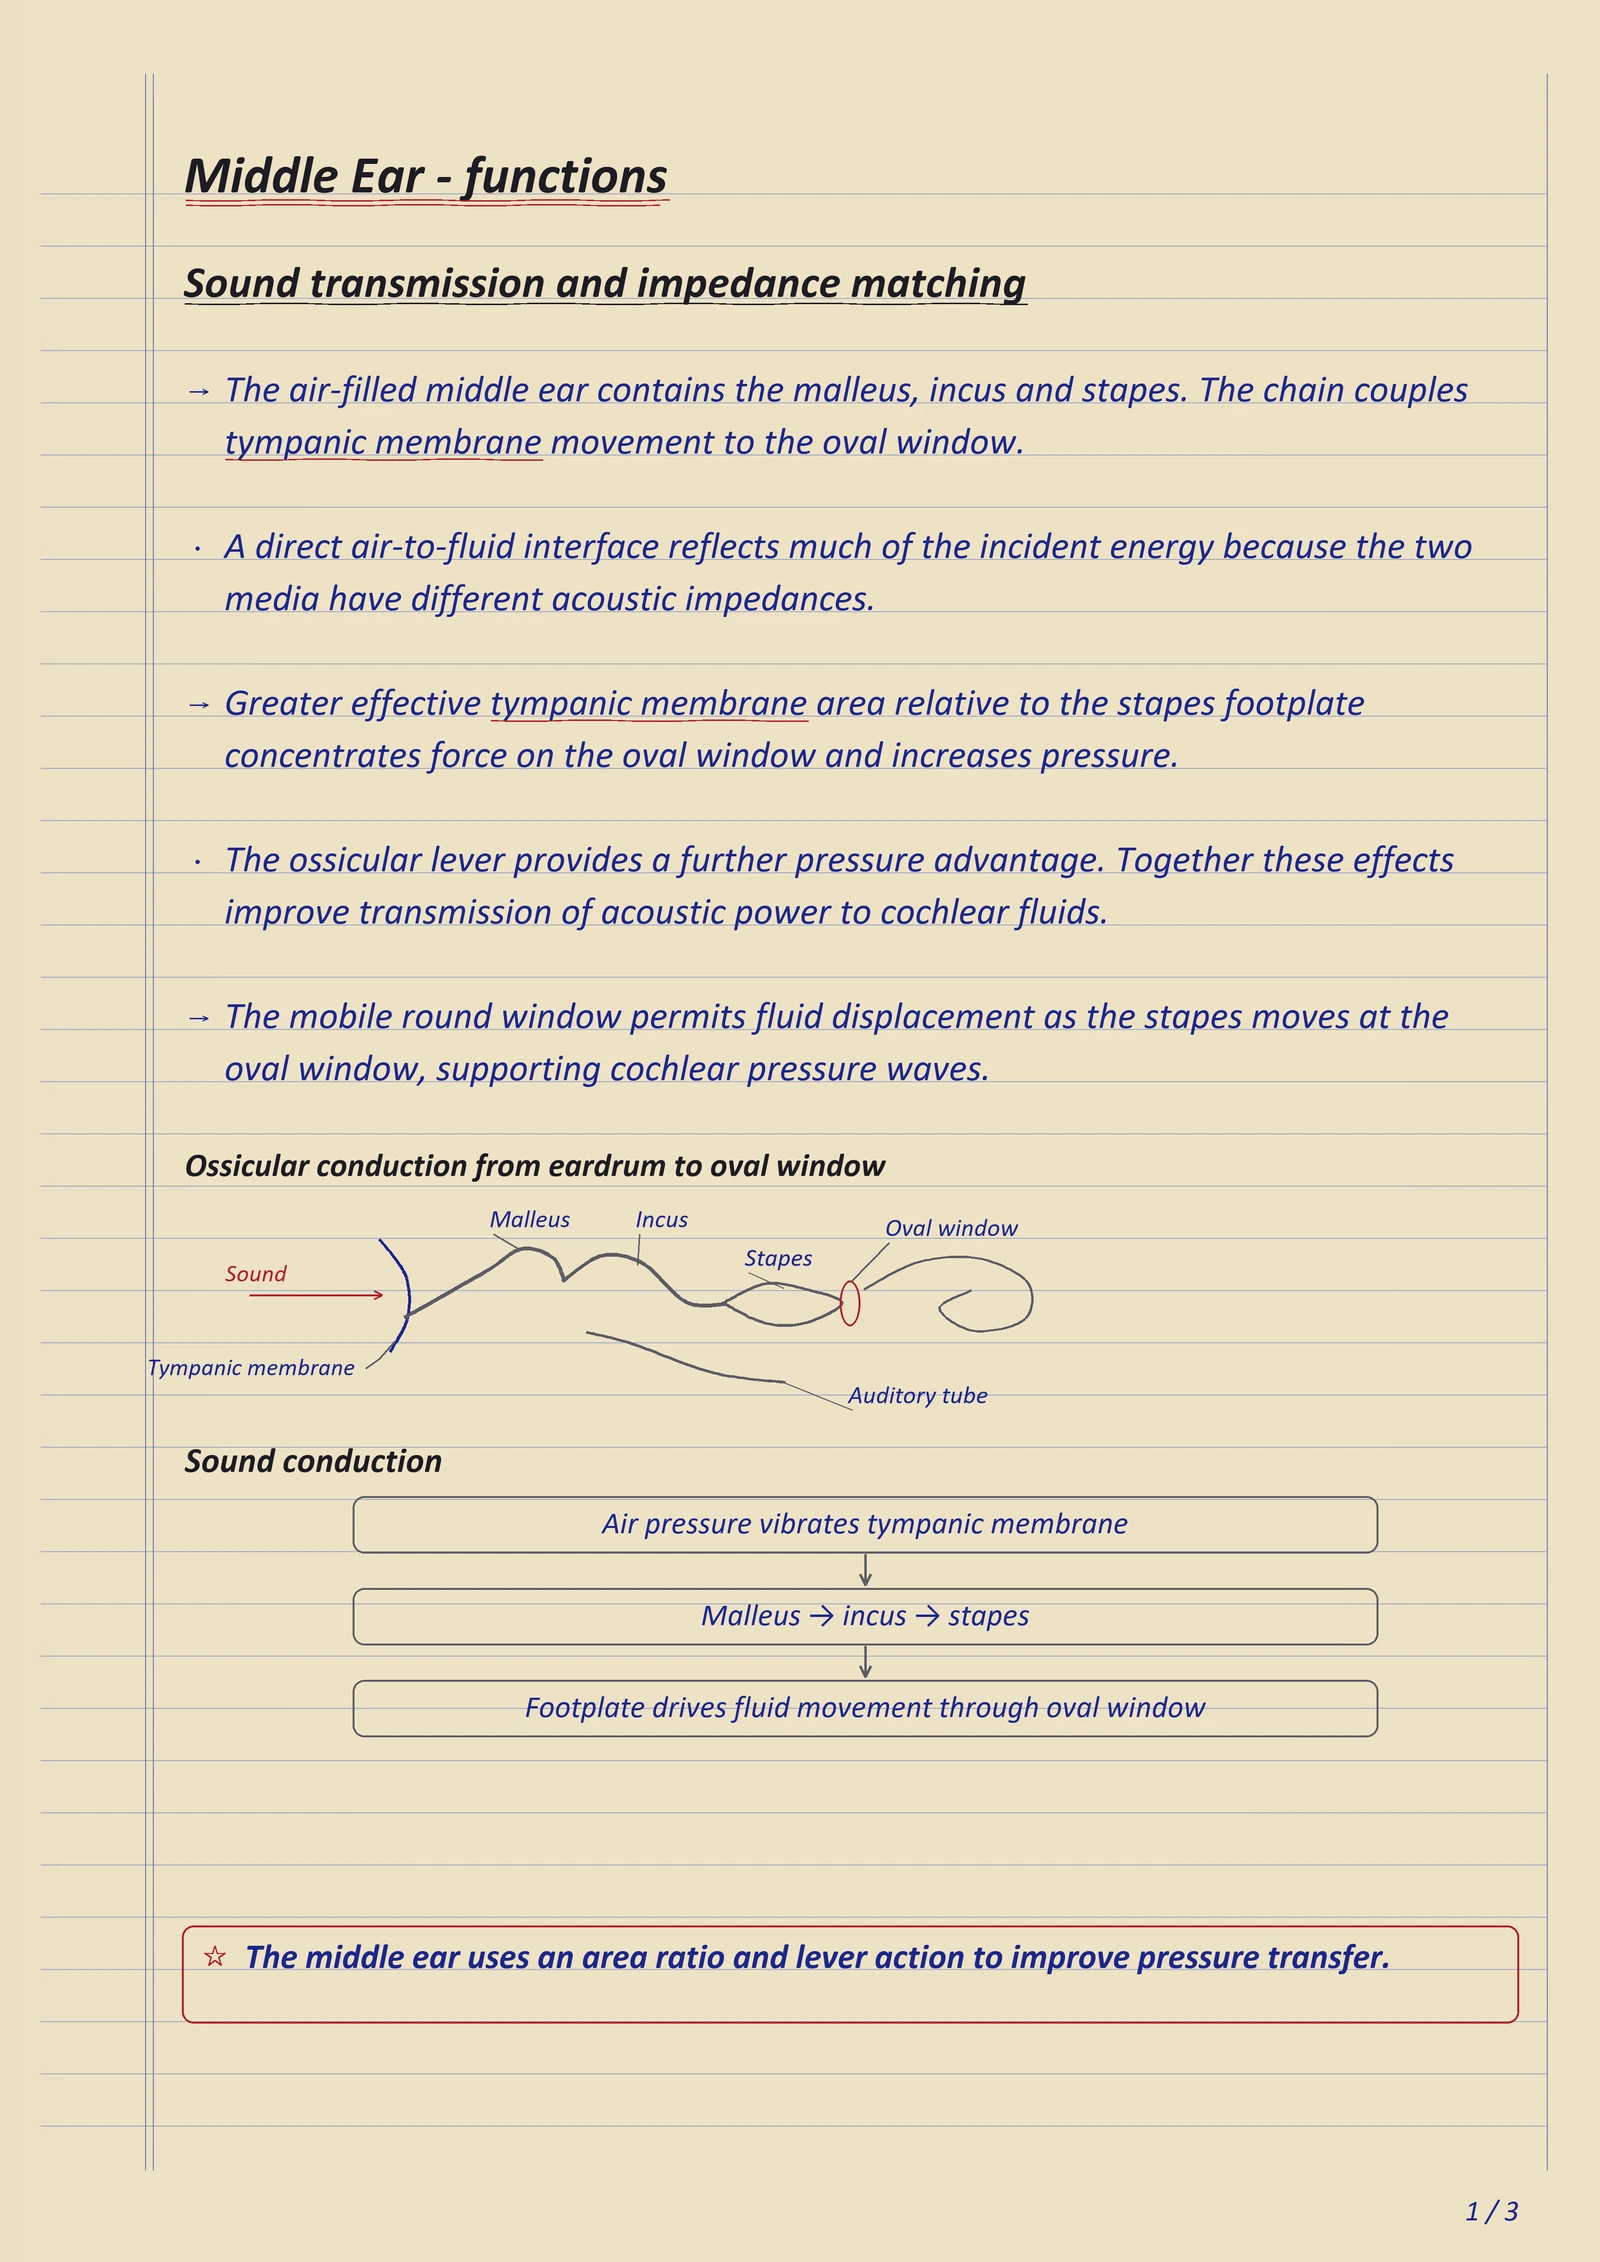 Middle Ear - functions
Sound transmission and impedance matching
→ The air-filled middle ear contains the malleus, incus and stapes. The chain couples
tympanic membrane movement to the oval window.
· A direct air-to-fluid interface reflects much of the incident energy because the two
media have different acoustic impedances.
→ Greater effective tympanic membrane area relative to the stapes footplate
concentrates force on the oval window and increases pressure.
· The ossicular lever provides a further pressure advantage. Together these effects
improve transmission of acoustic power to cochlear fluids.
→ The mobile round window permits fluid displacement as the stapes moves at the
oval window, supporting cochlear pressure waves.
Ossicular conduction from eardrum to oval window
Malleus
Incus
Oval window
Stapes
Sound
Tympanic membrane
Auditory tube
Sound conduction
Air pressure vibrates tympanic membrane
Malleus → incus → stapes
Footplate drives fluid movement through oval window
☆ The middle ear uses an area ratio and lever action to improve pressure transfer.
1 / 3